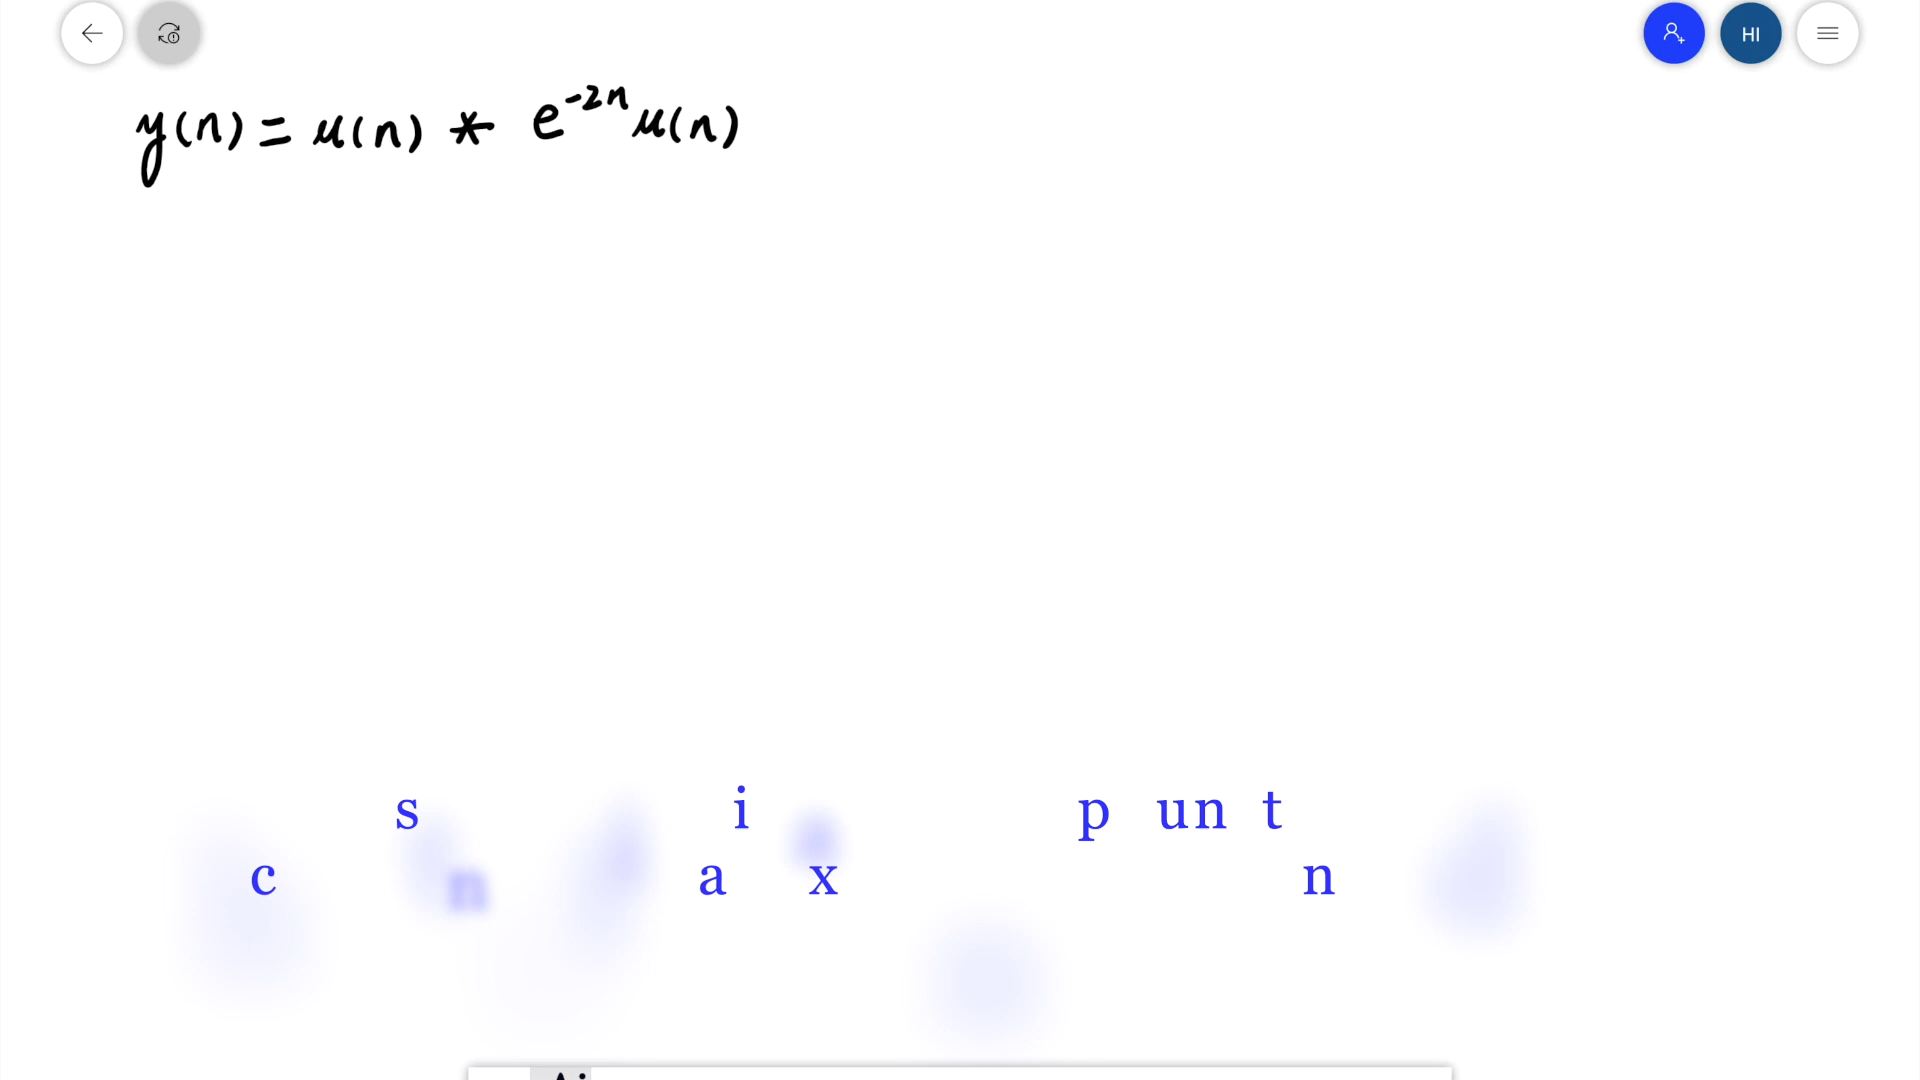 HI
y(n) = u(n) * e^{-2n} u(n)
s i p un t
c a x n